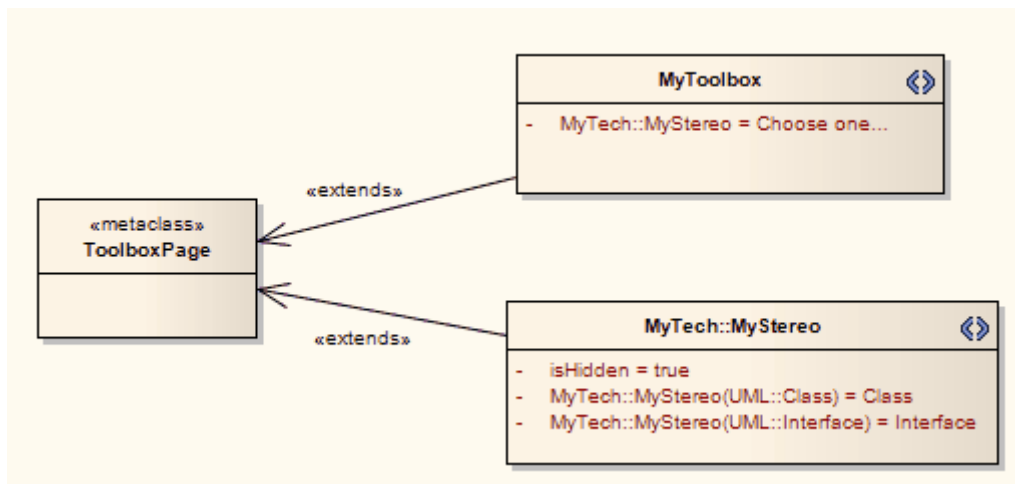 MyToolbox
- MyTech::MyStereo = Choose one...
«extends»
«metaclass»
ToolboxPage
«extends»
MyTech::MyStereo
- isHidden = true
- MyTech::MyStereo(UML::Class) = Class
- MyTech::MyStereo(UML::Interface) = Interface